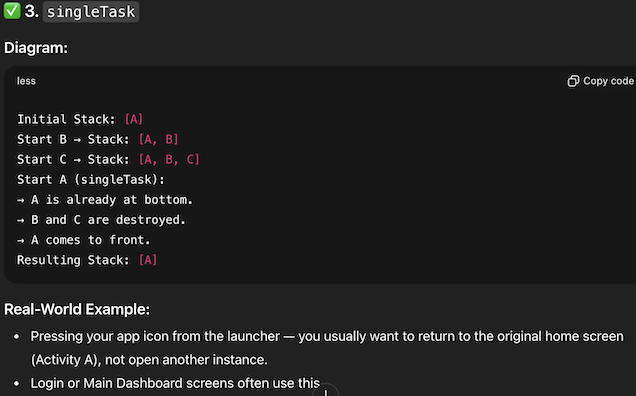 ✅ 3. singleTask
Diagram:
less
Copy code
Initial Stack: [A]
Start B → Stack: [A, B]
Start C → Stack: [A, B, C]
Start A (singleTask):
→ A is already at bottom.
→ B and C are destroyed.
→ A comes to front.
Resulting Stack: [A]
Real-World Example:
• Pressing your app icon from the launcher — you usually want to return to the original home screen
(Activity A), not open another instance.
• Login or Main Dashboard screens often use this